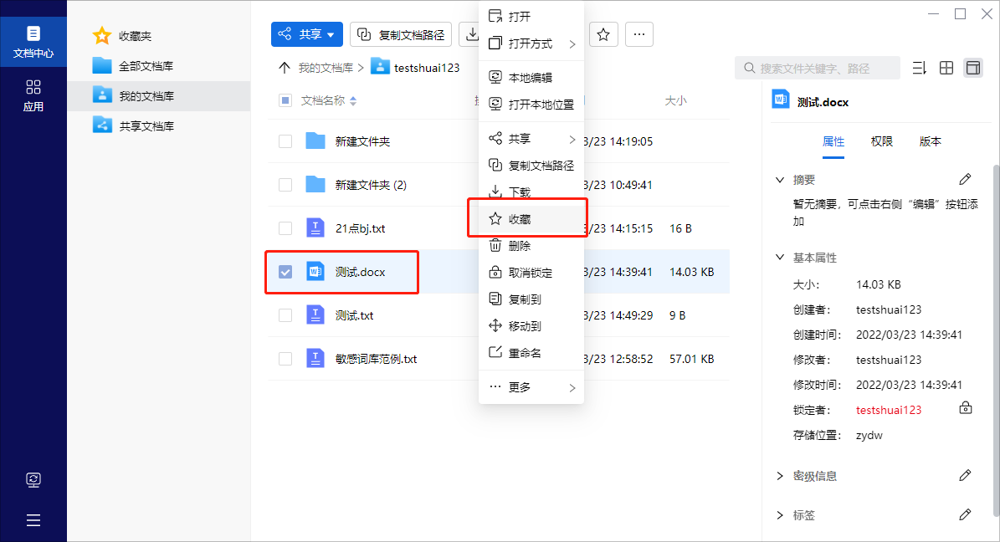 文档中心
应用
收藏夹
全部文档库
我的文档库
共享文档库
共享
复制文档路径
我的文档库
testshuai123
搜索文件关键字、路径
文档名称
大小
新建文件夹
3/23 14:19:05
新建文件夹 (2)
3/23 10:49:41
21点bj.txt
3/23 14:15:15
16 B
测试.docx
3/23 14:39:41
14.03 KB
测试.txt
3/23 14:49:29
9 B
敏感词库范例.txt
3/23 12:58:52
57.01 KB
打开
打开方式
本地编辑
打开本地位置
共享
复制文档路径
下载
收藏
删除
取消锁定
复制到
移动到
重命名
更多
测试.docx
属性
权限
版本
摘要
暂无摘要，可点击右侧“编辑”按钮添
加
基本属性
大小： 14.03 KB
创建者： testshuai123
创建时间： 2022/03/23 14:39:41
修改者： testshuai123
修改时间： 2022/03/23 14:39:41
锁定者： testshuai123
存储位置： zydw
密级信息
标签